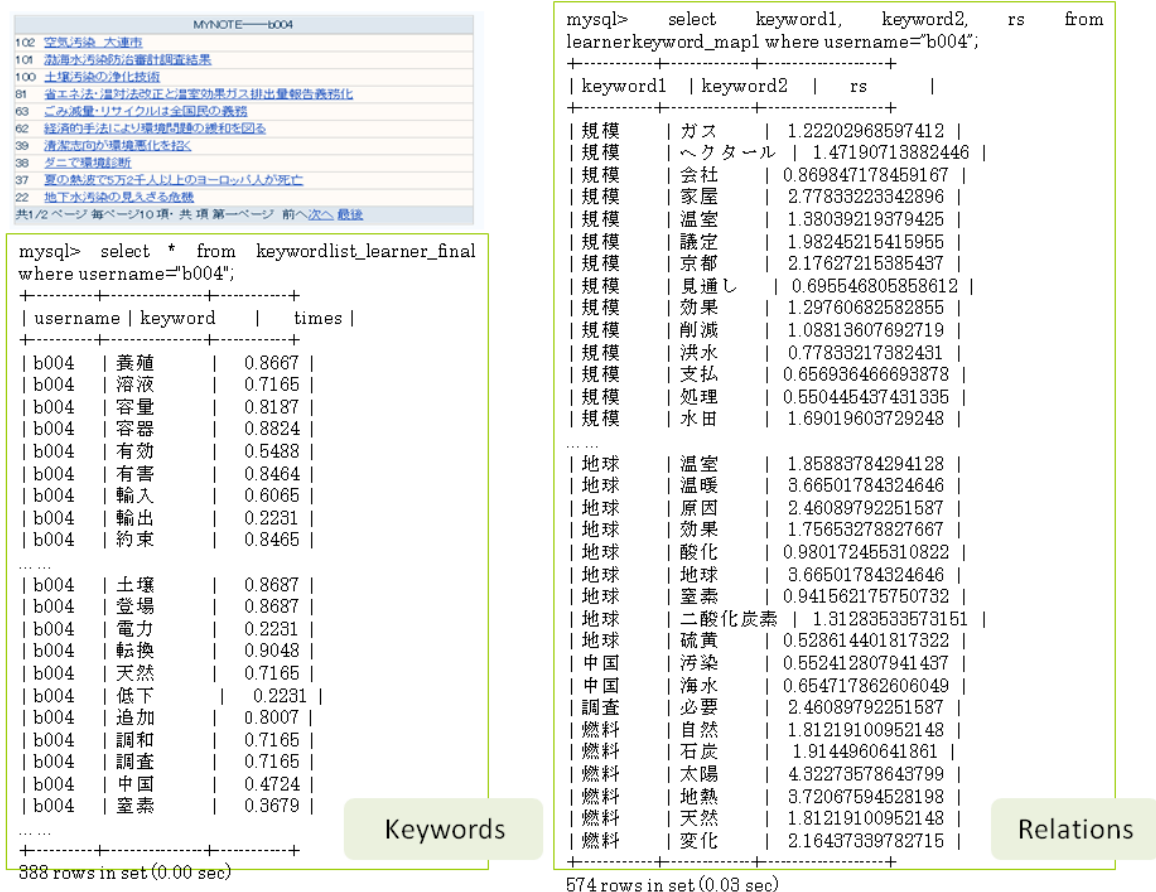 MYNOTE——b004
102 空気汚染 大連市
101 渤海水汚染防治審計調査結果
100 土壌汚染の浄化技術
81 省エネ法・温対法改正と温室効果ガス排出量報告義務化
63 ごみ減量・リサイクルは全国民の義務
62 経済的手法により環境問題の緩和を図る
39 清潔志向が環境悪化を招く
38 ダニで環境診断
37 夏の熱波で5万2千人以上のヨーロッパ人が死亡
22 地下水汚染の見えざる危機
共1/2 ページ 毎ページ10 項・ 共 項 第一ページ 前へ次へ 最後
mysql> select * from keywordlist_learner_final
where username="b004";
+----------+---------------+-----------+
| username | keyword | times |
+----------+---------------+-----------+
| b004 | 養殖 | 0.8667 |
| b004 | 溶液 | 0.7165 |
| b004 | 容量 | 0.8187 |
| b004 | 容器 | 0.8824 |
| b004 | 有効 | 0.5488 |
| b004 | 有害 | 0.8464 |
| b004 | 輸入 | 0.6065 |
| b004 | 輸出 | 0.2231 |
| b004 | 約束 | 0.8465 |
... ...
| b004 | 土壌 | 0.8687 |
| b004 | 登場 | 0.8687 |
| b004 | 電力 | 0.2231 |
| b004 | 転換 | 0.9048 |
| b004 | 天然 | 0.7165 |
| b004 | 低下 | 0.2231 |
| b004 | 追加 | 0.8007 |
| b004 | 調和 | 0.7165 |
| b004 | 調査 | 0.7165 |
| b004 | 中国 | 0.4724 |
| b004 | 窒素 | 0.3679 |
... ...
+----------+---------------+-----------+
388 rows in set (0.00 sec)
Keywords
mysql> select keyword1, keyword2, rs from
learnerkeyword_map1 where username="b004";
+-----------+------------+-------------------+
| keyword1 | keyword2 | rs |
+-----------+------------+-------------------+
| 規模 | ガス | 1.22202968597412 |
| 規模 | ヘクタール | 1.47190713882446 |
| 規模 | 会社 | 0.869847178459167 |
| 規模 | 家屋 | 2.77833223342896 |
| 規模 | 温室 | 1.38039219379425 |
| 規模 | 議定 | 1.98245215415955 |
| 規模 | 京都 | 2.17627215385437 |
| 規模 | 見通し | 0.695546805858612 |
| 規模 | 効果 | 1.29760682582855 |
| 規模 | 削減 | 1.08813607692719 |
| 規模 | 洪水 | 0.77833217382431 |
| 規模 | 支払 | 0.656936466693878 |
| 規模 | 処理 | 0.550445437431335 |
| 規模 | 水田 | 1.69019603729248 |
... ...
| 地球 | 温室 | 1.85883784294128 |
| 地球 | 温暖 | 3.66501784324646 |
| 地球 | 原因 | 2.46089792251587 |
| 地球 | 効果 | 1.75653278827667 |
| 地球 | 酸化 | 0.980172455310822 |
| 地球 | 地球 | 3.66501784324646 |
| 地球 | 窒素 | 0.941562175750732 |
| 地球 | 二酸化炭素 | 1.31283533573151 |
| 地球 | 硫黄 | 0.528614401817322 |
| 中国 | 汚染 | 0.552412807941437 |
| 中国 | 海水 | 0.654717862606049 |
| 調査 | 必要 | 2.46089792251587 |
| 燃料 | 自然 | 1.81219100952148 |
| 燃料 | 石炭 | 1.9144960641861 |
| 燃料 | 太陽 | 4.32273578643799 |
| 燃料 | 地熱 | 3.72067594528198 |
| 燃料 | 天然 | 1.81219100952148 |
| 燃料 | 変化 | 2.16437339782715 |
+-----------+------------+-------------------+
574 rows in set (0.03 sec)
Relations